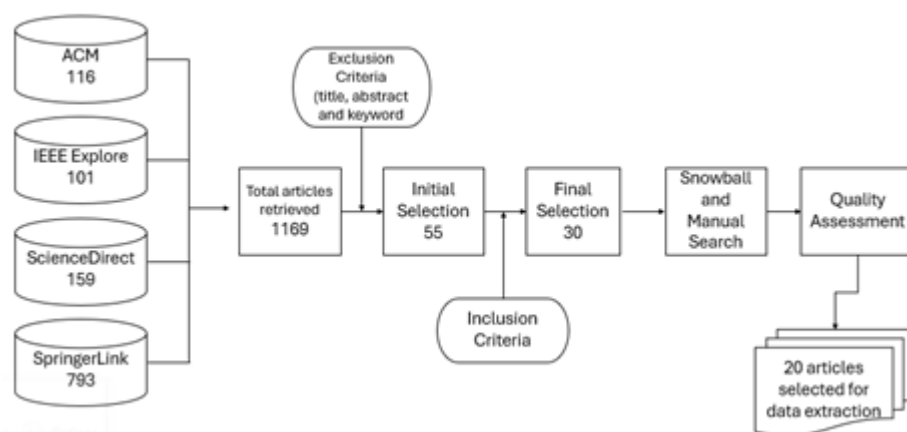 ACM
116
IEEE Explore
101
ScienceDirect
159
SpringerLink
793
Total articles
retrieved
1169
Exclusion
Criteria
(title, abstract
and keyword
Initial
Selection
55
Inclusion
Criteria
Final
Selection
30
Snowball
and
Manual
Search
Quality
Assessment
20 articles
selected for
data extraction